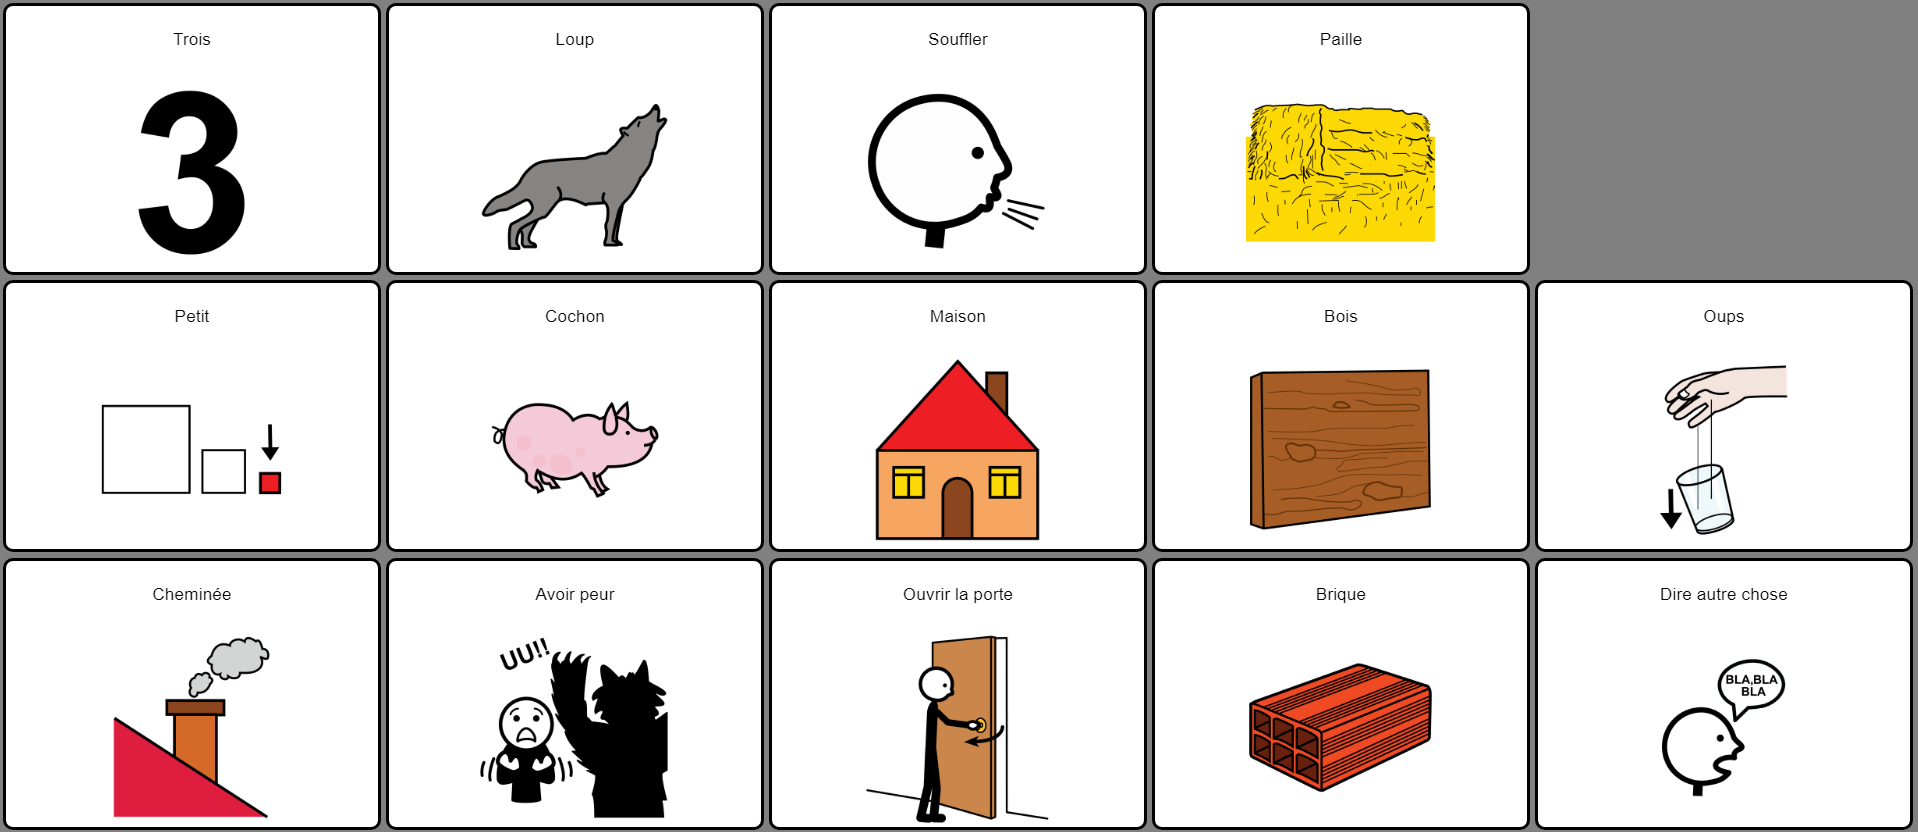 Trois
3
Loup
Souffler
Paille
Petit
Cochon
Maison
Bois
Oups
Cheminée
Avoir peur
UU!!
Ouvrir la porte
Brique
Dire autre chose
BLA,BLA
BLA